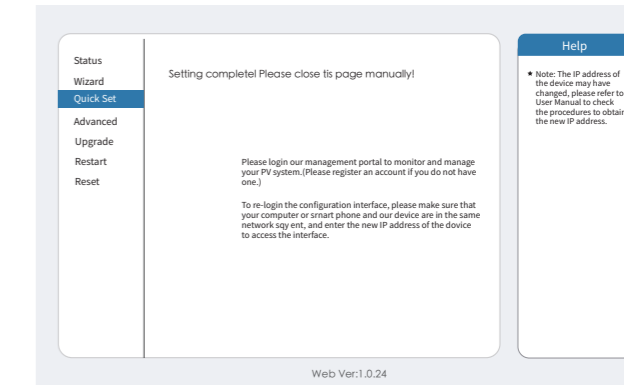 Status
Wizard
Quick Set
Advanced
Upgrade
Restart
Reset
Setting completel Please close tis page manually!
Please login our management portal to monitor and manage
your PV system.(Please register an account if you do not have
one.)
To re-login the configuration interface, please make sure that
your computer or srnart phone and our device are in the same
network sqy ent, and enter the new IP address of the dovice
to access the interface.
Help
★ Note: The IP address of
the device may have
changed, please refer to
User Manual to check
the procedures to obtain
the new IP address.
Web Ver:1.0.24